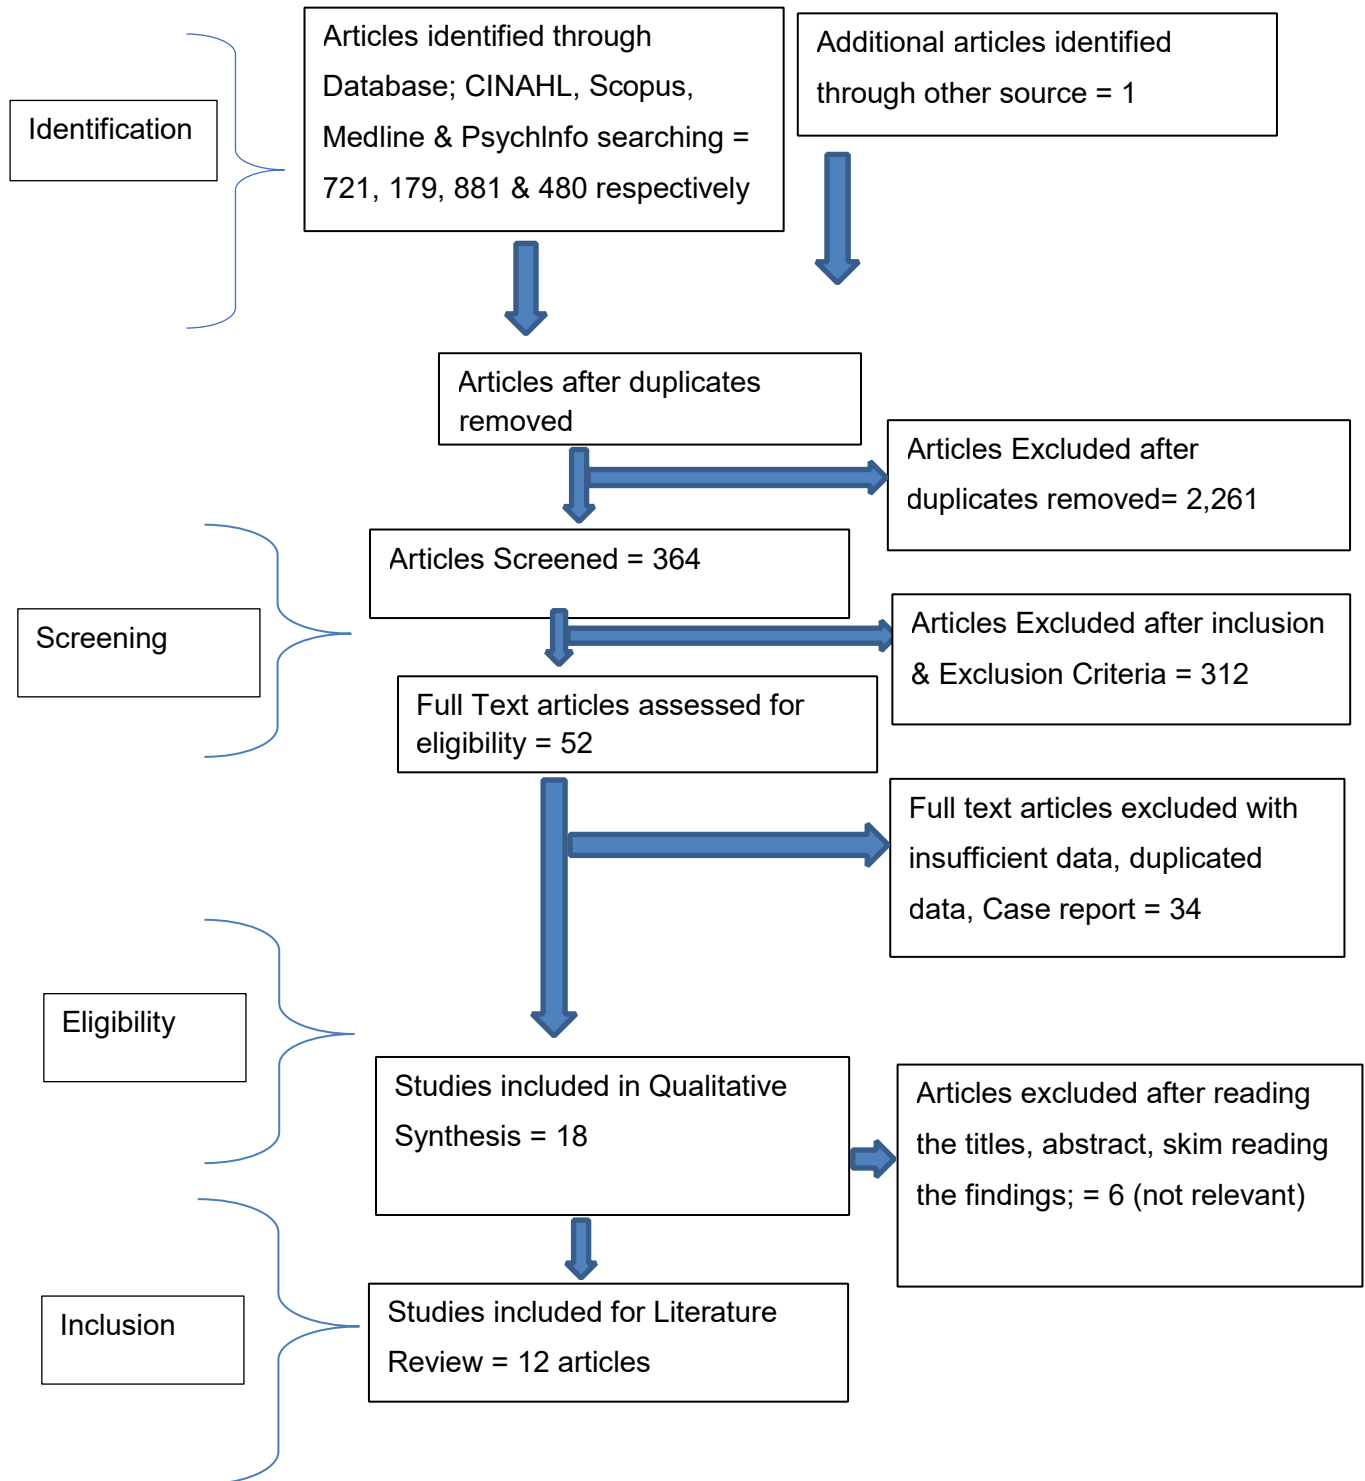 Identification
Articles identified through
Database; CINAHL, Scopus,
Medline & PsychInfo searching =
721, 179, 881 & 480 respectively
Additional articles identified
through other source = 1
Articles after duplicates
removed
Articles Excluded after
duplicates removed= 2,261
Screening
Articles Screened = 364
Articles Excluded after inclusion
& Exclusion Criteria = 312
Full Text articles assessed for
eligibility = 52
Full text articles excluded with
insufficient data, duplicated
data, Case report = 34
Eligibility
Studies included in Qualitative
Synthesis = 18
Articles excluded after reading
the titles, abstract, skim reading
the findings; = 6 (not relevant)
Inclusion
Studies included for Literature
Review = 12 articles